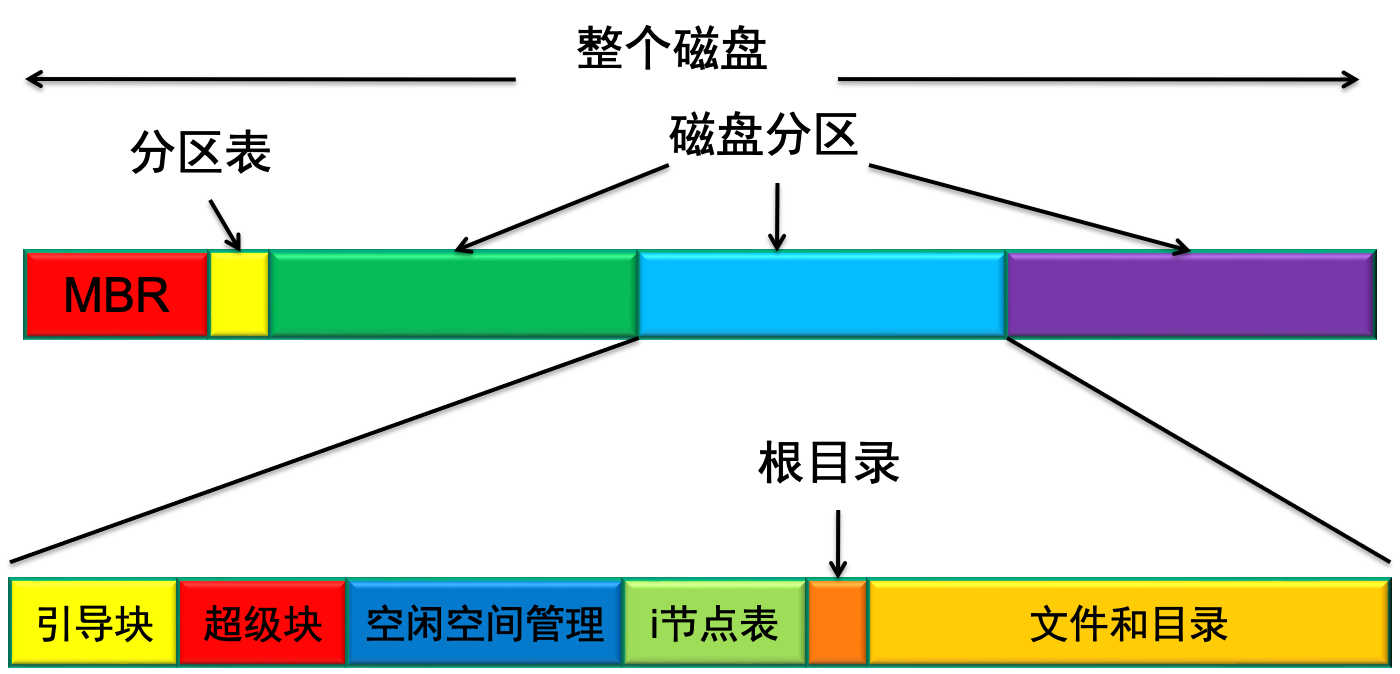 整个磁盘
分区表
磁盘分区
MBR
根目录
引导块
超级块
空闲空间管理
i节点表
文件和目录